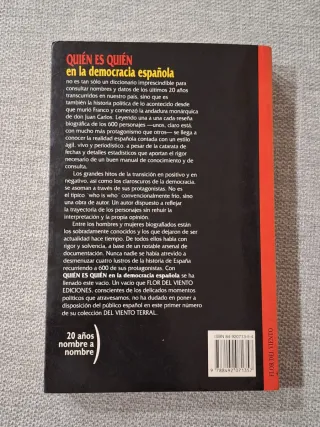 QUIÉN ES QUIÉN
en la democracia española
no es tan sólo un diccionario imprescindible para
consultar nombres y datos de los últimos 20 años
transcurridos en nuestro país, sino que es
también la historia política de lo acontecido desde
que murió Franco y comenzó la andadura monárquica
de don Juan Carlos. Leyendo una a una cada reseña
biográfica de los 600 personajes —unos, claro está,
con mucho más protagonismo que otros— se llega a
conocer la realidad española contada con un estilo
ágil, vivo y periodístico, a pesar de la catarata de
fechas y detalles estadísticos que aportan el rigor
necesario de un buen manual de conocimiento y de
consulta.
Los grandes hitos de la transición en positivo y en
negativo, así como los claroscuros de la democracia
se asoman a través de sus protagonistas. No es
el típico 'who is who' convencionalmente frío, sino
una obra de autor. Un autor dispuesto a reflejar
la trayectoria de los personajes sin rehuir la
interpretación y la propia opinión.
Entre los hombres y mujeres biografiados están
los sobradamente conocidos y los que dejaron de ser
actualidad hace tiempo. De todos ellos habla con
rigor y soltura, a base de un notable arsenal de
documentación. Nunca nadie se había atrevido a
desmenuzar cuatro lustros de la historia de España
recurriendo a 600 de sus protagonistas. Con
QUIÉN ES QUIÉN en la democracia española se ha
llenado este vacío. Un vacío que FLOR DEL VIENTO
EDICIONES, conscientes de los delicados momentos
políticos que atravesamos, no ha dudado en poner a
disposición del público español en este primer número
de su colección DEL VIENTO TERRAL.
20 años
nombre a
nombre